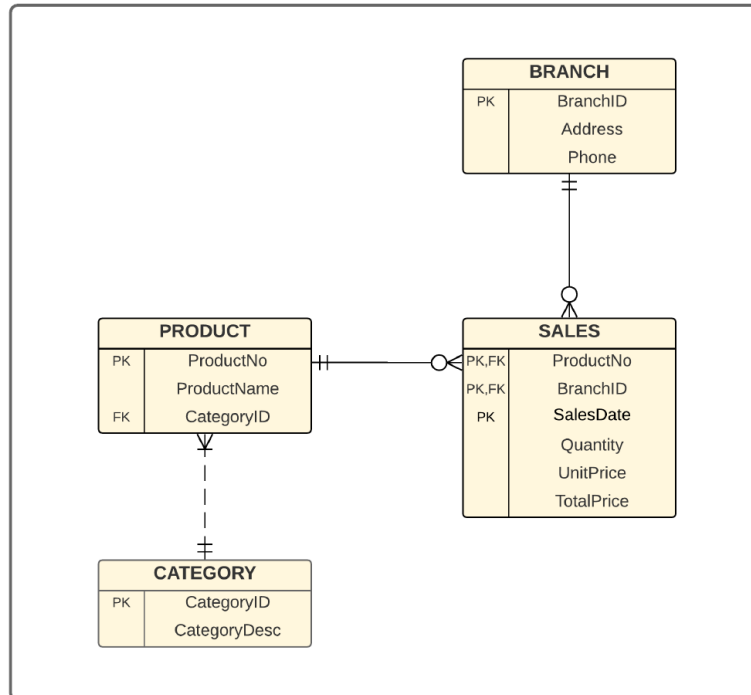 BRANCH
PK BranchID
Address
Phone
PRODUCT
PK ProductNo
ProductName
FK CategoryID
SALES
PK,FK ProductNo
PK,FK BranchID
PK SalesDate
Quantity
UnitPrice
TotalPrice
CATEGORY
PK CategoryID
CategoryDesc